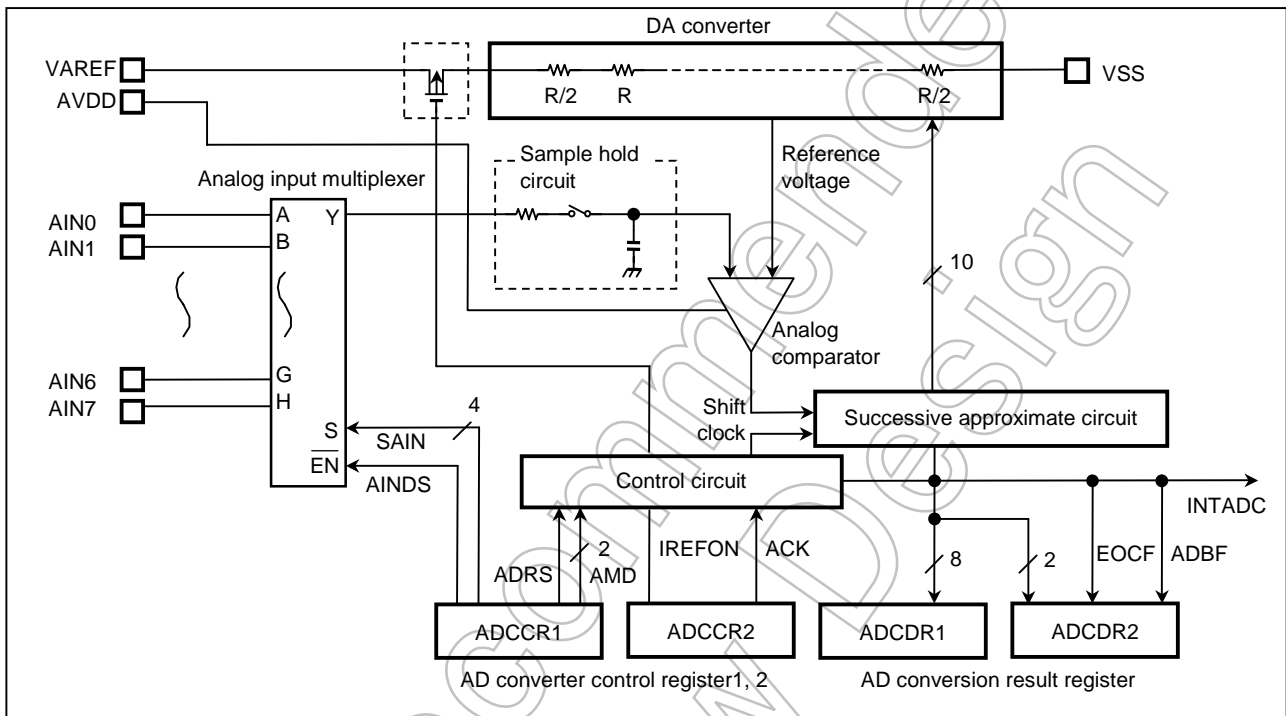 DA converter
VAREF
AVDD
VSS
R/2
R
R/2
Sample hold
circuit
Reference
voltage
Analog input multiplexer
AIN0
AIN1
A
B
Y
10
Analog
comparator
AIN6
AIN7
G
H
S
EN
4
SAIN
AINDS
Shift
clock
Successive approximate circuit
Control circuit
INTADC
ADRS
2
AMD
IREFON
ACK
8
2
EOCF
ADBF
ADCCR1
ADCCR2
ADCDR1
ADCDR2
AD converter control register1, 2
AD conversion result register